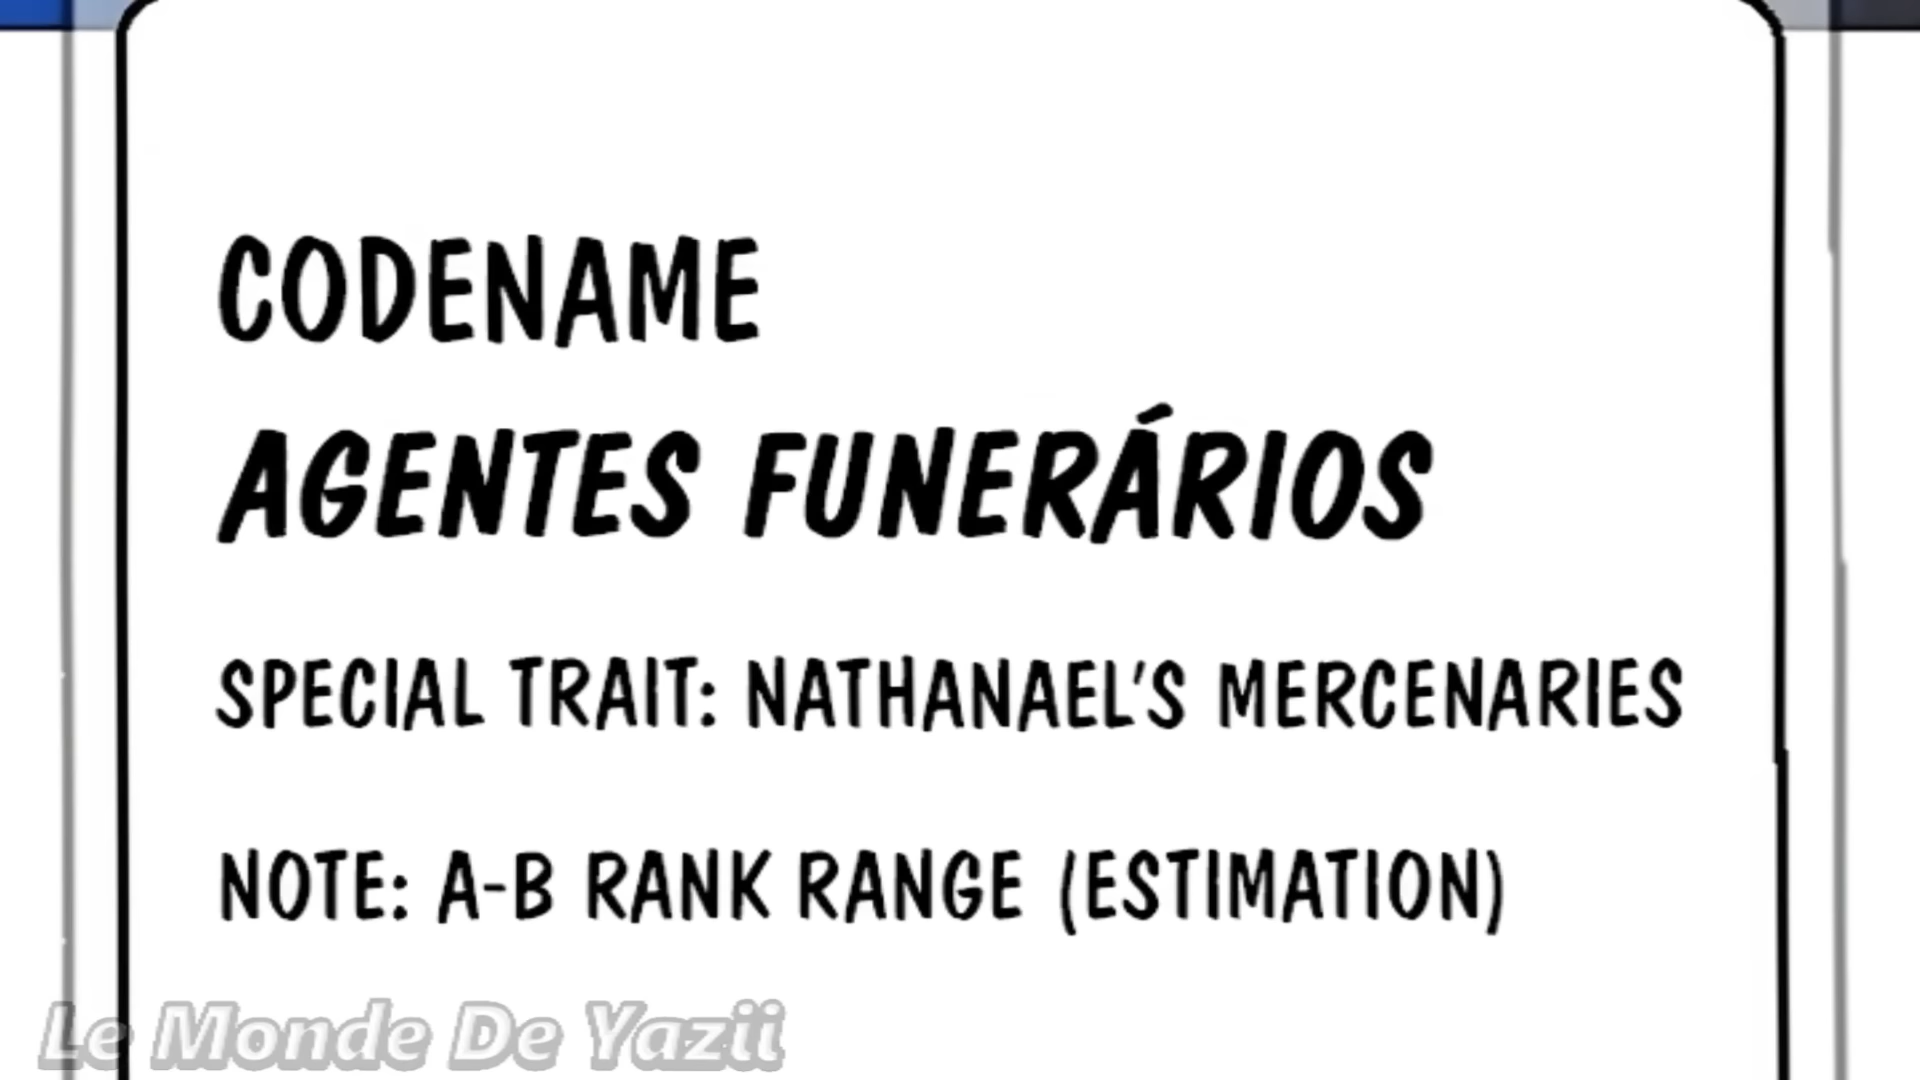 CODENAME
AGENTES FUNERÁRIOS
SPECIAL TRAIT: NATHANAEL'S MERCENARIES
NOTE: A-B RANK RANGE (ESTIMATION)
Le Monde De Yazii